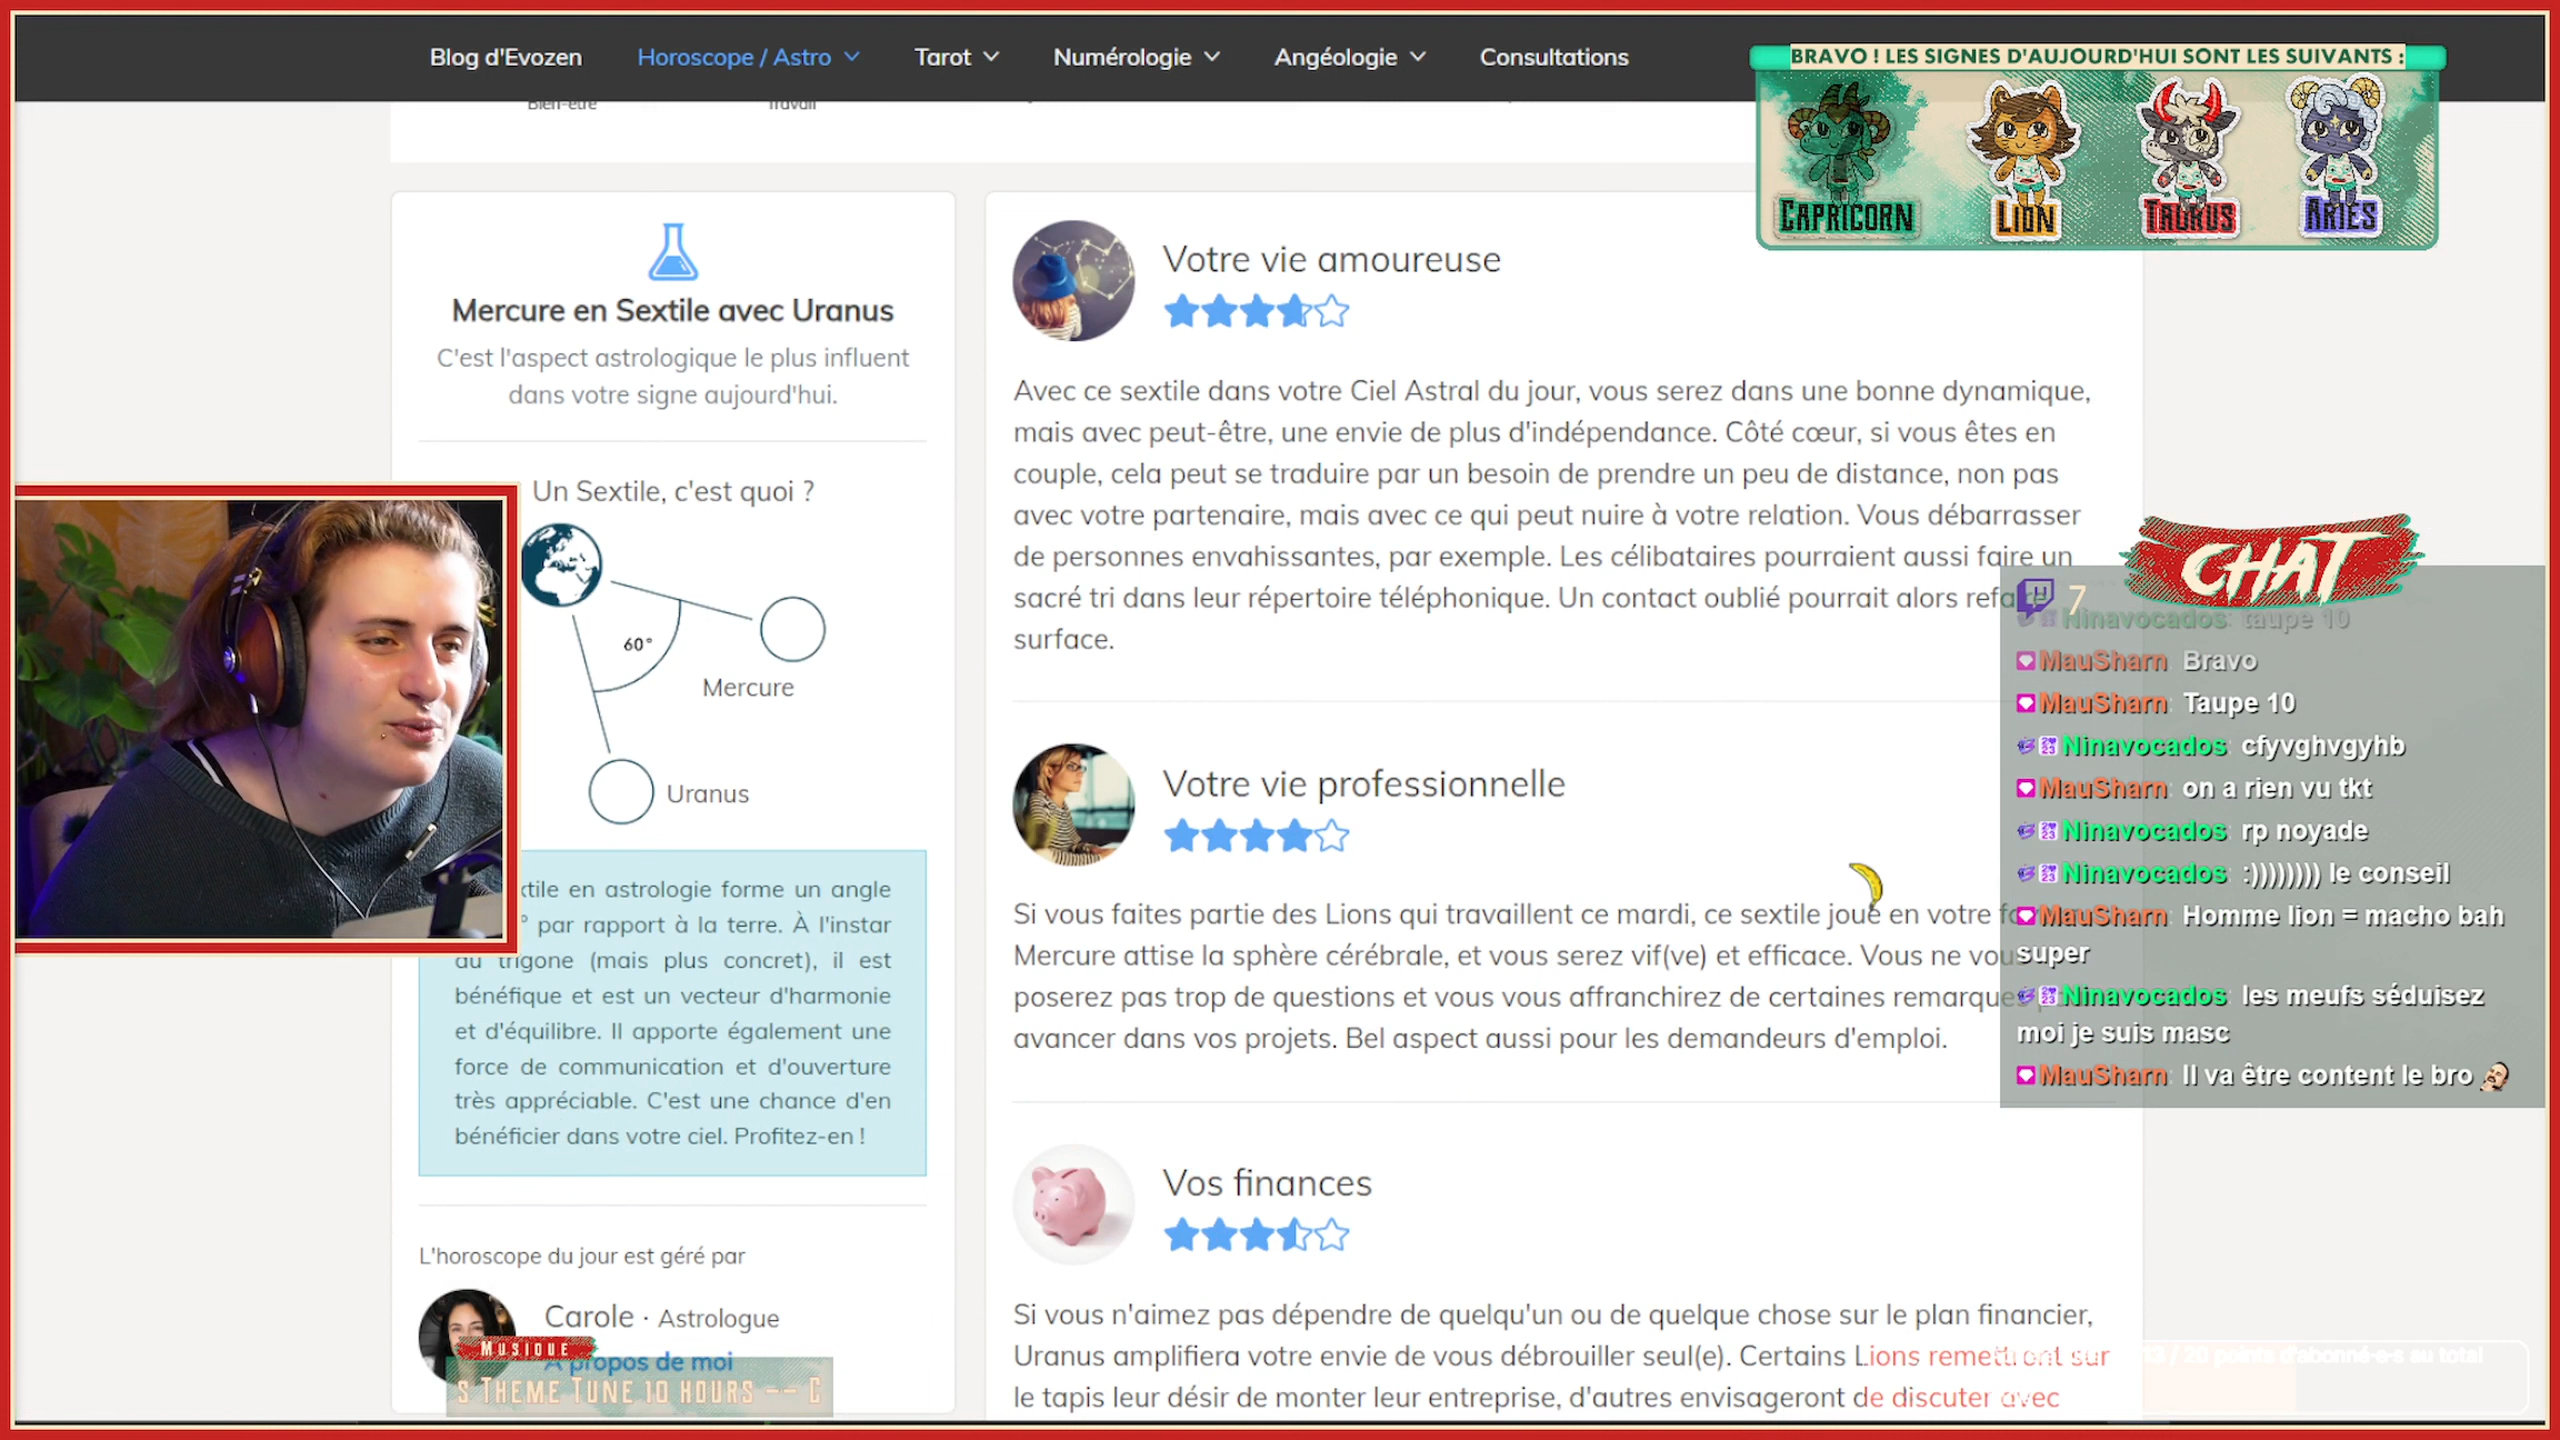 Blog d'Evozen
Horoscope / Astro
Tarot
Numérologie
Angéologie
Consultations
BRAVO ! LES SIGNES D'AUJOURD'HUI SONT LES SUIVANTS :
CAPRICORN
LION
TAURUS
ARIES
Bien-être
Travail
Mercure en Sextile avec Uranus
C'est l'aspect astrologique le plus influent
dans votre signe aujourd'hui.
Un Sextile, c'est quoi ?
60°
Mercure
Uranus
xtile en astrologie forme un angle
° par rapport à la terre. À l'instar
du trigone (mais plus concret), il est
bénéfique et est un vecteur d'harmonie
et d'équilibre. Il apporte également une
force de communication et d'ouverture
très appréciable. C'est une chance d'en
bénéficier dans votre ciel. Profitez-en !
L'horoscope du jour est géré par
Carole · Astrologue
A propos de moi
MUSIQUE
S THEME TUNE 10 HOURS -- C
Votre vie amoureuse
Avec ce sextile dans votre Ciel Astral du jour, vous serez dans une bonne dynamique,
mais avec peut-être, une envie de plus d'indépendance. Côté cœur, si vous êtes en
couple, cela peut se traduire par un besoin de prendre un peu de distance, non pas
avec votre partenaire, mais avec ce qui peut nuire à votre relation. Vous débarrasser
de personnes envahissantes, par exemple. Les célibataires pourraient aussi faire un
sacré tri dans leur répertoire téléphonique. Un contact oublié pourrait alors refa
surface.
Votre vie professionnelle
Si vous faites partie des Lions qui travaillent ce mardi, ce sextile joue en votre
Mercure attise la sphère cérébrale, et vous serez vif(ve) et efficace. Vous ne vou
poserez pas trop de questions et vous vous affranchirez de certaines remarques
avancer dans vos projets. Bel aspect aussi pour les demandeurs d'emploi.
Vos finances
Si vous n'aimez pas dépendre de quelqu'un ou de quelque chose sur le plan financier,
Uranus amplifiera votre envie de vous débrouiller seul(e). Certains Lions remettront sur
le tapis leur désir de monter leur entreprise, d'autres envisageront de discuter avec
CHAT
7
Ninavocados: taupe 10
MauSharn: Bravo
MauSharn: Taupe 10
Ninavocados: cfyvghvgyhb
MauSharn: on a rien vu tkt
Ninavocados: rp noyade
Ninavocados: :)))))))) le conseil
MauSharn: Homme lion = macho bah
super
Ninavocados: les meufs séduisez
moi je suis masc
MauSharn: Il va être content le bro
13 / 20 points d'abonné·e·s au total